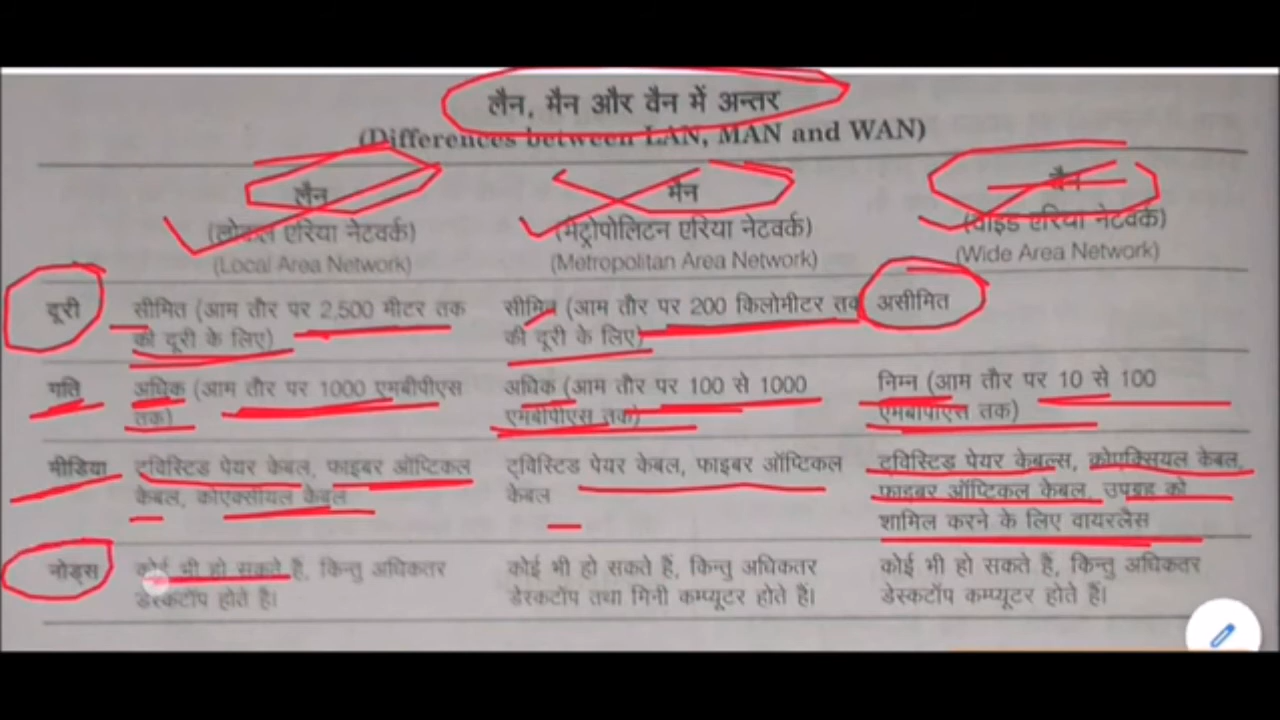 लैन, मैन और वैन में अन्तर
(Differences between LAN, MAN and WAN)
लैन मैन वैन
(लोकल एरिया नेटवर्क) (मैट्रोपोलिटन एरिया नेटवर्क) (वाइड एरिया नेटवर्क)
(Local Area Network) (Metropolitan Area Network) (Wide Area Network)
दूरी सीमित (आम तौर पर 2,500 मीटर तक सीमित (आम तौर पर 200 किलोमीटर तक असीमित
की दूरी के लिए) की दूरी के लिए)
गति अधिक (आम तौर पर 1000 एमबीपीएस अधिक (आम तौर पर 100 से 1000 निम्न (आम तौर पर 10 से 100
तक) एमबीपीएस तक) एमबीपीएस तक)
मीडिया ट्विस्टिड पेयर केबल, फाइबर ऑप्टिकल ट्विस्टिड पेयर केबल, फाइबर ऑप्टिकल ट्विस्टिड पेयर केबल्स, कोएक्सियल केबल,
केबल, कोएक्सीयल केबल केबल फाइबर ऑप्टिकल केबल, उपग्रह को
शामिल करने के लिए वायरलैस
नोड्स कोई भी हो सकते हैं, किन्तु अधिकतर कोई भी हो सकते हैं, किन्तु अधिकतर कोई भी हो सकते हैं, किन्तु अधिकतर
डेस्कटॉप होते हैं। डेस्कटॉप तथा मिनी कम्प्यूटर होते हैं। डेस्कटॉप कम्प्यूटर होते हैं।